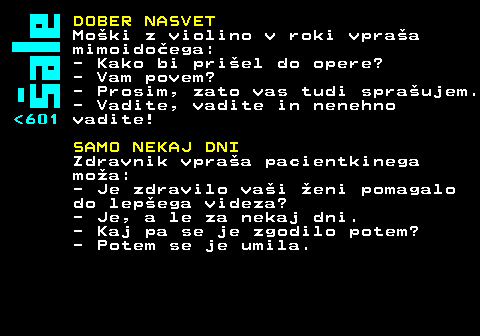 šale
DOBER NASVET
Moški z violino v roki vpraša
mimoidočega:
- Kako bi prišel do opere?
- Vam povem?
- Prosim, zato vas tudi sprašujem.
- Vadite, vadite in nenehno
<601 vadite!
SAMO NEKAJ DNI
Zdravnik vpraša pacientkinega
moža:
- Je zdravilo vaši ženi pomagalo
do lepšega videza?
- Je, a le za nekaj dni.
- Kaj pa se je zgodilo potem?
- Potem se je umila.